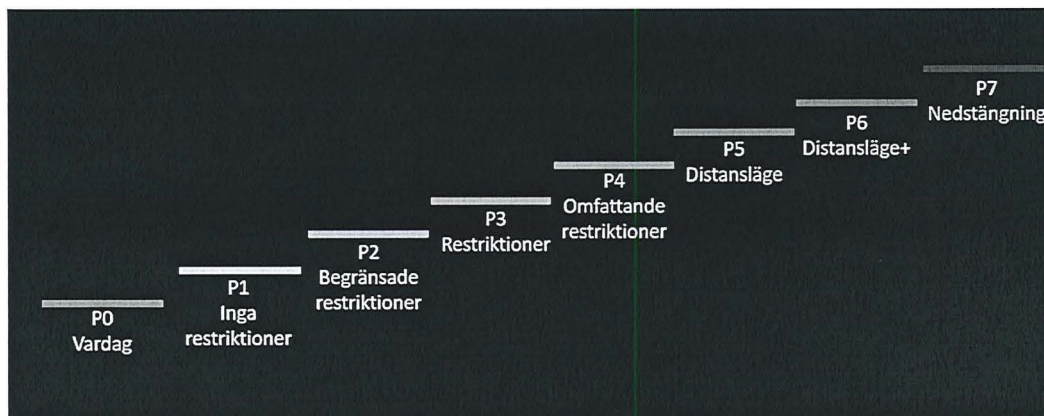 P0
Vardag
P1
Inga
restriktioner
P2
Begränsade
restriktioner
P3
Restriktioner
P4
Omfattande
restriktioner
P5
Distansläge
P6
Distansläge+
P7
Nedstängning